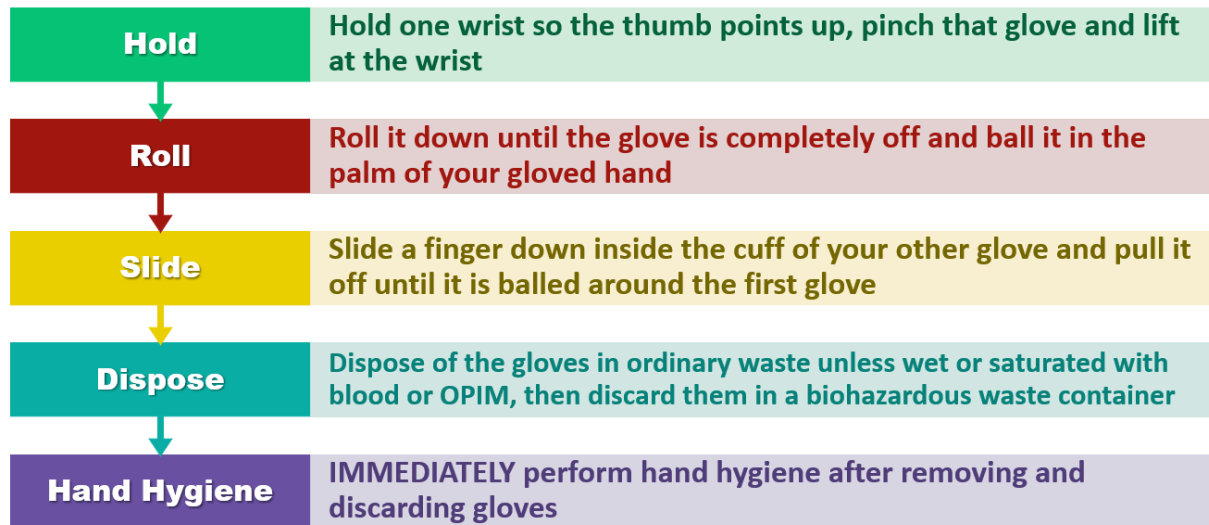 Hold
Hold one wrist so the thumb points up, pinch that glove and lift
at the wrist
Roll
Roll it down until the glove is completely off and ball it in the
palm of your gloved hand
Slide
Slide a finger down inside the cuff of your other glove and pull it
off until it is balled around the first glove
Dispose
Dispose of the gloves in ordinary waste unless wet or saturated with
blood or OPIM, then discard them in a biohazardous waste container
Hand Hygiene
IMMEDIATELY perform hand hygiene after removing and
discarding gloves